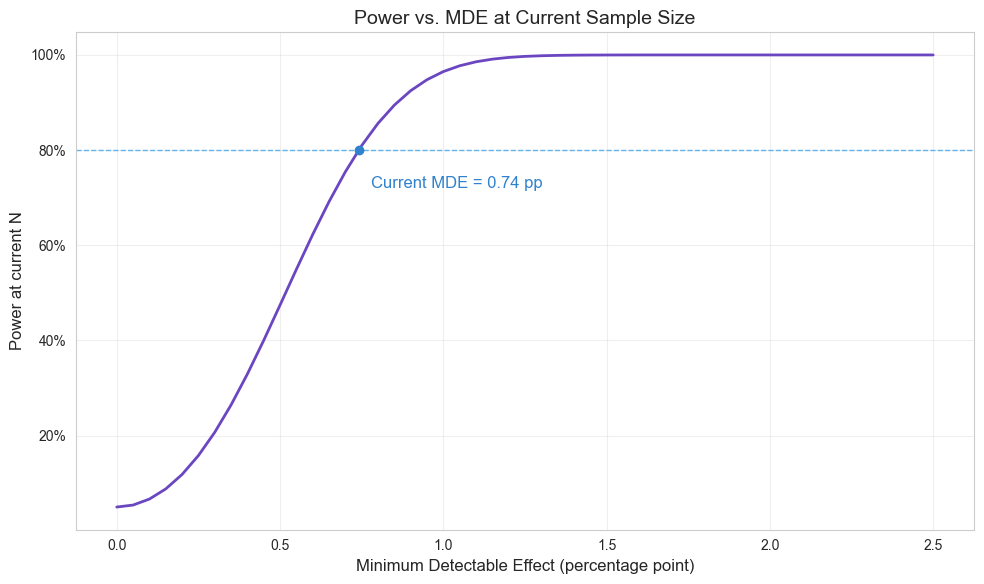 Power vs. MDE at Current Sample Size
Power at current N
100%
80%
60%
40%
20%
Current MDE = 0.74 pp
0.0 0.5 1.0 1.5 2.0 2.5
Minimum Detectable Effect (percentage point)